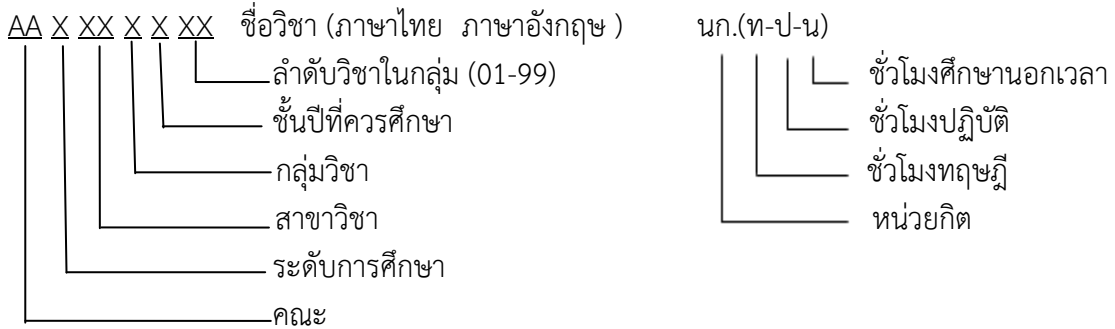 AA X XX X X XX ชื่อวิชา (ภาษาไทย ภาษาอังกฤษ ) นก.(ท-ป-น)
ลำดับวิชาในกลุ่ม (01-99) ชั่วโมงศึกษานอกเวลา
ชั้นปีที่ควรศึกษา ชั่วโมงปฏิบัติ
กลุ่มวิชา ชั่วโมงทฤษฎี
สาขาวิชา หน่วยกิต
ระดับการศึกษา
คณะ